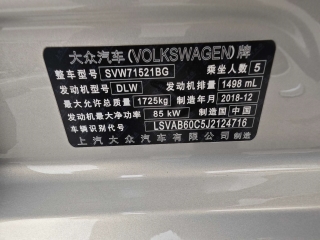 大众汽车(VOLKSWAGEN)牌
整车型号 SVW71521BG 乘坐人数 5
发动机型号 DLW 发动机排量 1498 mL
最大允许总质量 1725kg 制造年月 2018-12
发动机最大净功率 85 kW 制造国 中国
车辆识别代号 LSVAB60C5J2124716
上汽大众汽车有限公司 制造